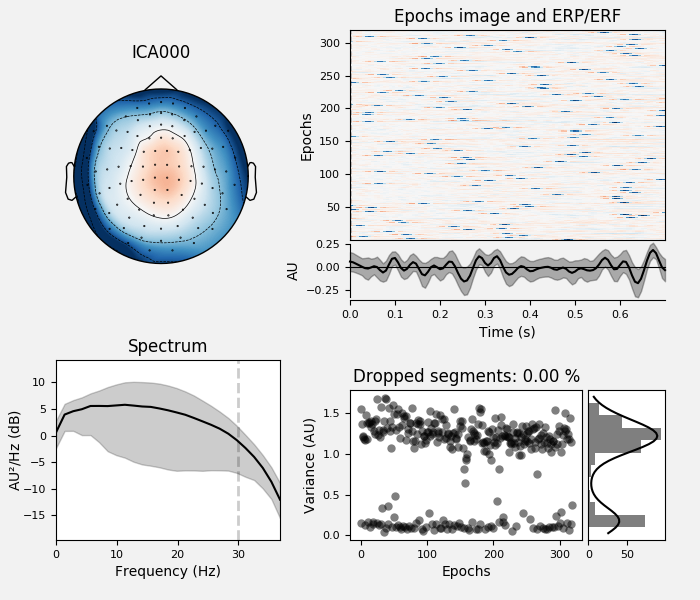 ICA000
Epochs image and ERP/ERF
Epochs
300
250
200
150
100
50
AU
0.25
0.00
−0.25
0.0 0.1 0.2 0.3 0.4 0.5 0.6
Time (s)
Spectrum
AU²/Hz (dB)
10
5
0
−5
−10
−15
0 10 20 30
Frequency (Hz)
Dropped segments: 0.00 %
Variance (AU)
1.5
1.0
0.5
0.0
0 100 200 300
Epochs
0 50